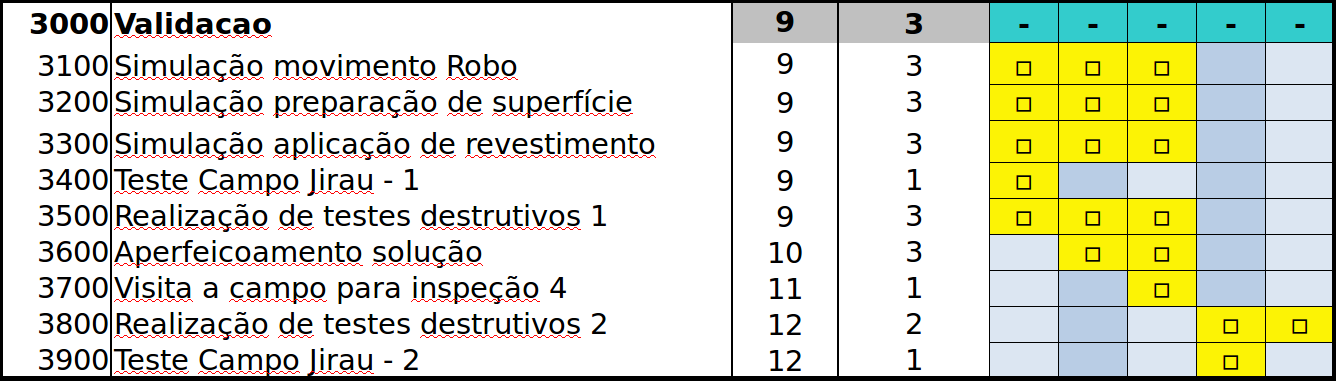 3000 Validacao 9 3 - - - - -
3100 Simulação movimento Robo 9 3 □ □ □
3200 Simulação preparação de superfície 9 3 □ □ □
3300 Simulação aplicação de revestimento 9 3 □ □ □
3400 Teste Campo Jirau - 1 9 1 □
3500 Realização de testes destrutivos 1 9 3 □ □ □
3600 Aperfeicoamento solução 10 3 □ □
3700 Visita a campo para inspeção 4 11 1 □
3800 Realização de testes destrutivos 2 12 2 □ □
3900 Teste Campo Jirau - 2 12 1 □